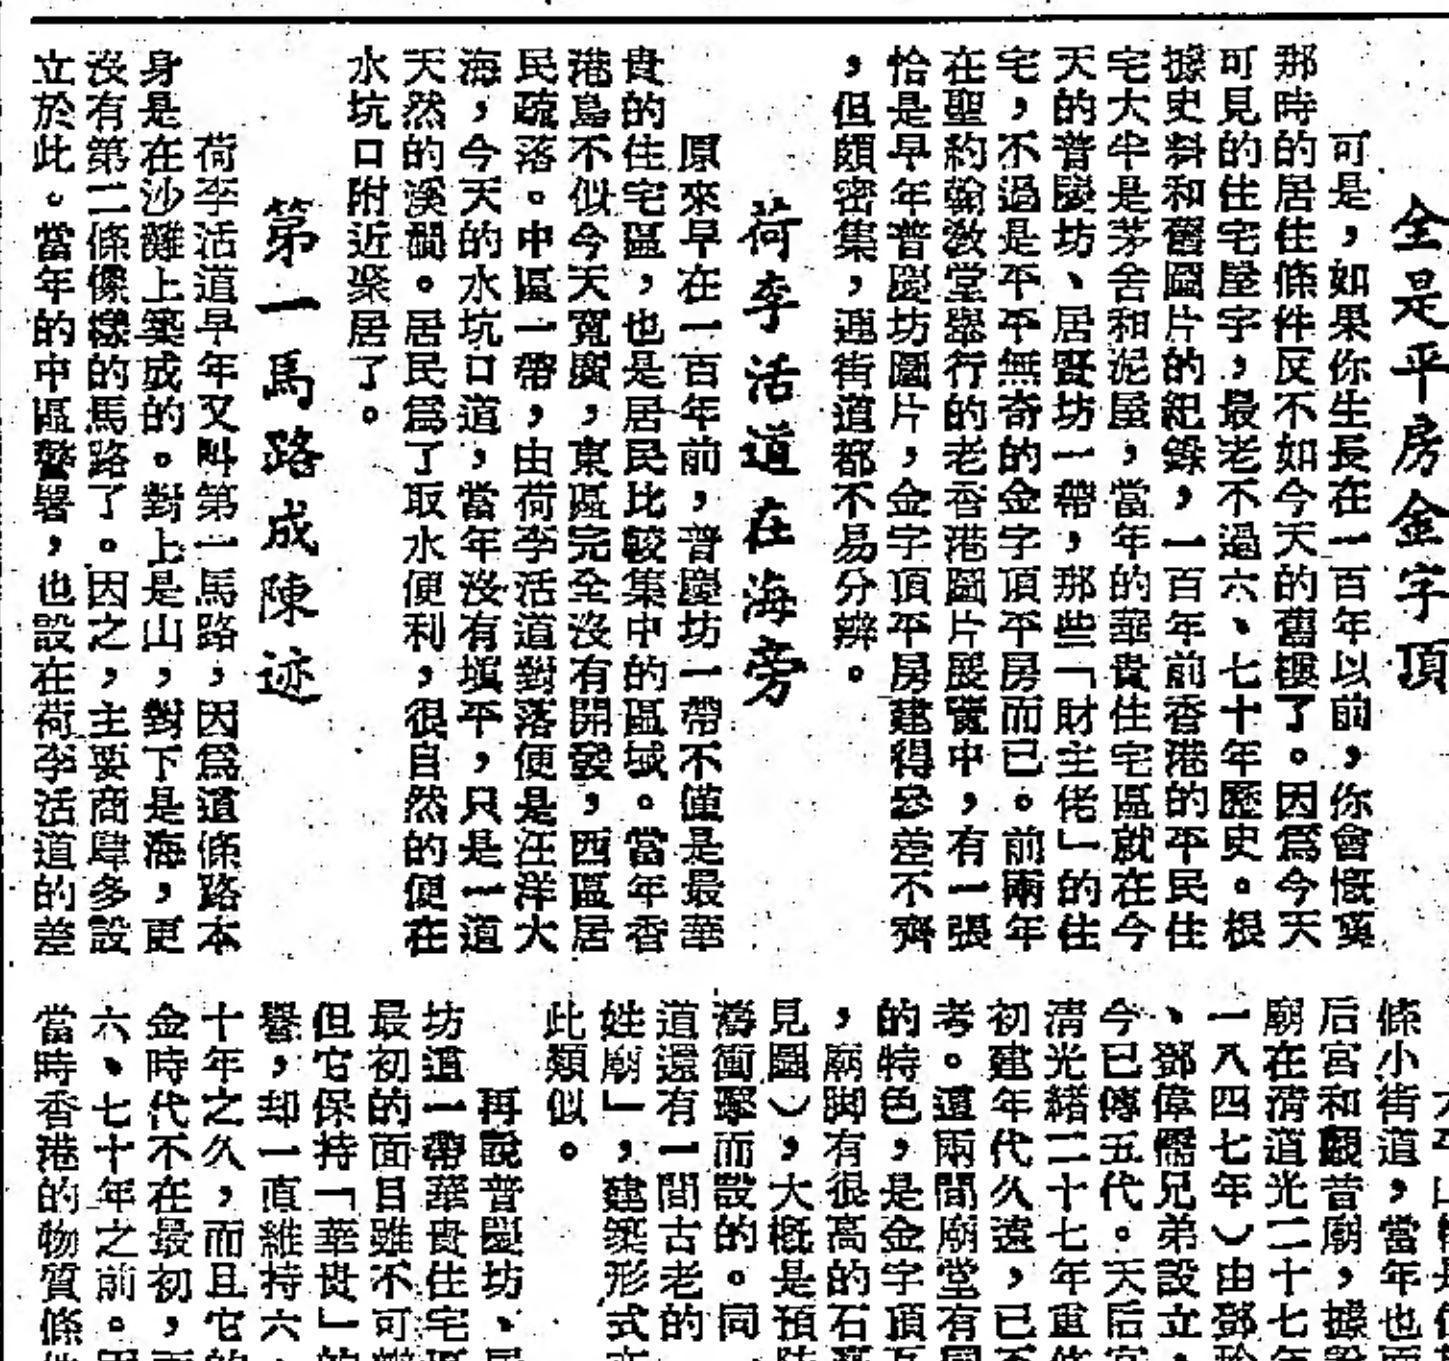 全是平房金字頂
可是，如果你生長在一百年以前，你會慨嘆
那時的居住條件反不如今天的舊樓了。因爲今天
可見的住宅屋宇，最老不過六、七十年歷史。根
據史料和舊圖片的紀錄，一百年前香港的平民住
宅大半是茅舍和泥屋，當年的華貴住宅區就在今
天的普慶坊、居賢坊一帶，那些「財主佬」的住
宅，不過是平平無奇的金字頂平房而已。前兩年
在聖約翰敎堂舉行的老香港圖片展覽中，有一張
恰是早年普慶坊圖片，金字頂平房建得參差不齊
，但頗密集，連街道都不易分辨。
荷李活道在海旁
原來早在一百年前，普慶坊一帶不僅是最華
貴的住宅區，也是居民比較集中的區域。當年香
港島不似今天寬廣，東區完全沒有開發，西區居
民疏落。中區一帶，由荷李活道對落便是汪洋大
海，今天的水坑口道，當年沒有塡平，只是一道
天然的溪澗。居民爲了取水便利，很自然的便在
水坑口附近聚居了。
第一馬路成陳迹
荷李活道早年又叫第一馬路，因爲這條路本
身是在沙灘上築成的。對上是山，對下是海，更
沒有第二條像樣的馬路了。因之，主要商肆多設
立於此。當年的中區警署，也設在荷李活道的差
條小街道，當年也
后宮和觀音廟，據
廟在清道光二十七年
一八四七年）由鄧
、鄧偉儒兄弟設立，
今已傳五代。天后宮
清光緒二十七年重
初建年代久遠，已不
考。這兩間廟堂有
的特色，是金字頂
，廟脚有很高的石
見圖），大槪是預
濤衝擊而設的。同
道還有一間古老的
姓廟」，建築形式
此類似。
再說普慶坊、居
坊道一帶華貴住宅區
最初的面目雖不可
但它保持「華貴」的
譽，却一直維持六、
十年之久，而且它的
金時代不在最初，而
六、七十年之前。因
當時香港的物質條